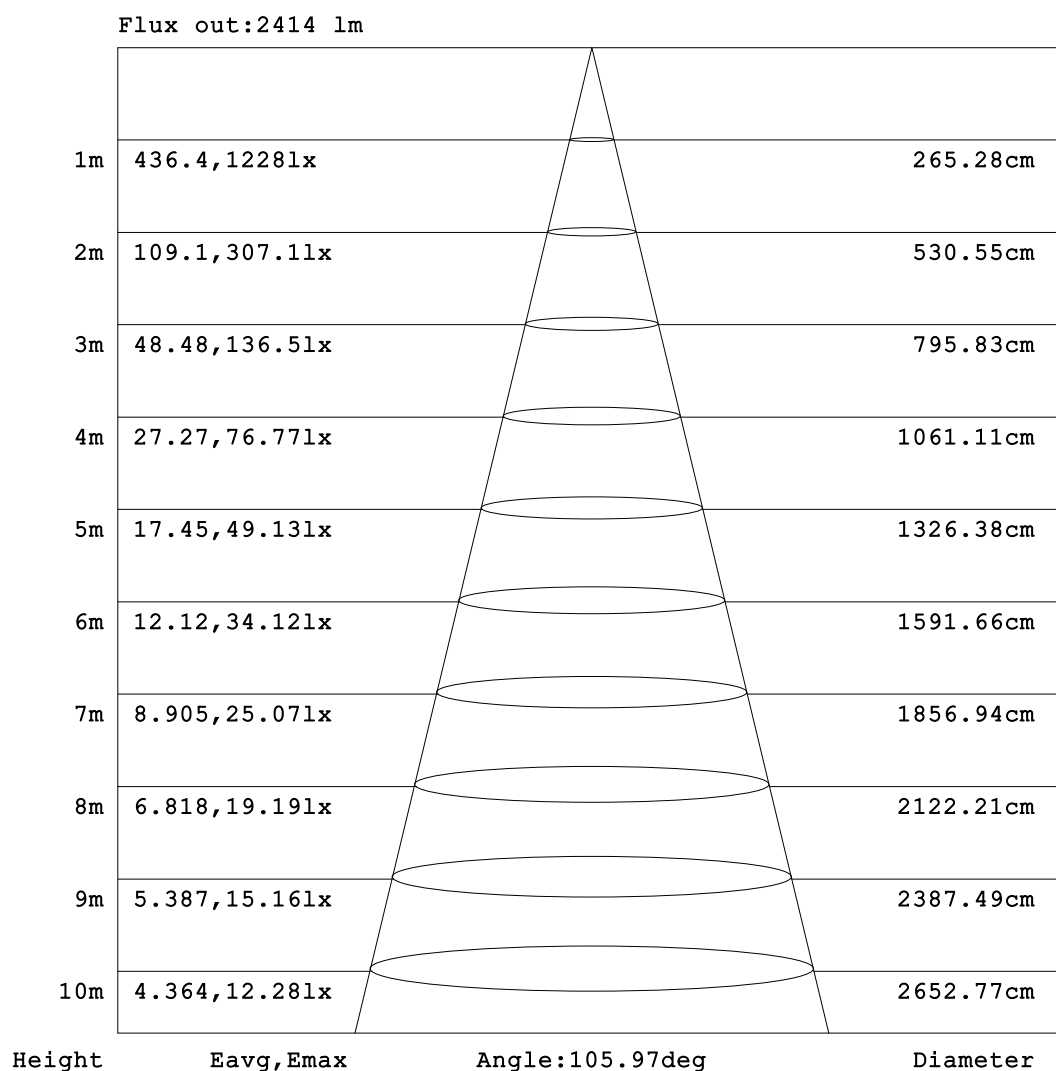 Flux out:2414 lm
1m 436.4,1228lx 265.28cm
2m 109.1,307.1lx 530.55cm
3m 48.48,136.5lx 795.83cm
4m 27.27,76.77lx 1061.11cm
5m 17.45,49.13lx 1326.38cm
6m 12.12,34.12lx 1591.66cm
7m 8.905,25.07lx 1856.94cm
8m 6.818,19.19lx 2122.21cm
9m 5.387,15.16lx 2387.49cm
10m 4.364,12.28lx 2652.77cm
Height Eavg,Emax Angle:105.97deg Diameter